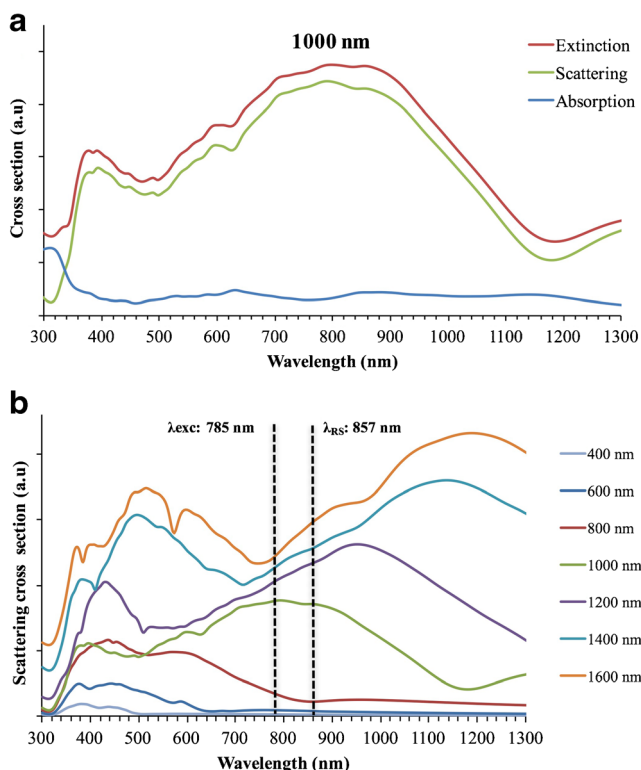 a
1000 nm
Extinction
Scattering
Absorption
Cross section (a.u)
300 400 500 600 700 800 900 1000 1100 1200 1300
Wavelength (nm)
b
λexc: 785 nm λRS: 857 nm
400 nm
600 nm
800 nm
1000 nm
1200 nm
1400 nm
1600 nm
Scattering cross section (a.u)
300 400 500 600 700 800 900 1000 1100 1200 1300
Wavelength (nm)